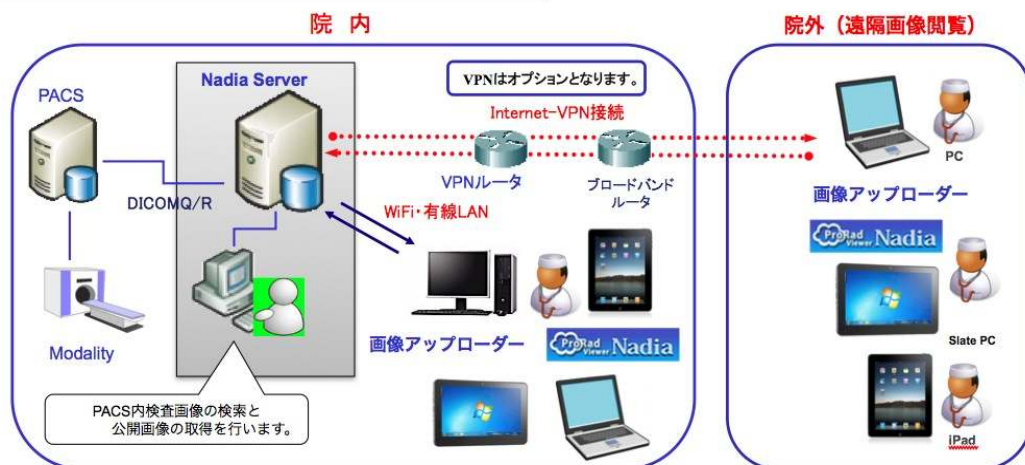 院 内
院外（遠隔画像閲覧）
Nadia Server
VPNはオプションとなります。
PACS
Internet-VPN接続
PC
VPNルータ
ブロードバンド
ルータ
DICOMQ/R
WiFi・有線LAN
画像アップローダー
ProRad
Viewer Nadia
Slate PC
画像アップローダー
ProRad
Viewer Nadia
Modality
PACS内検査画像の検索と
公開画像の取得を行います。
iPad